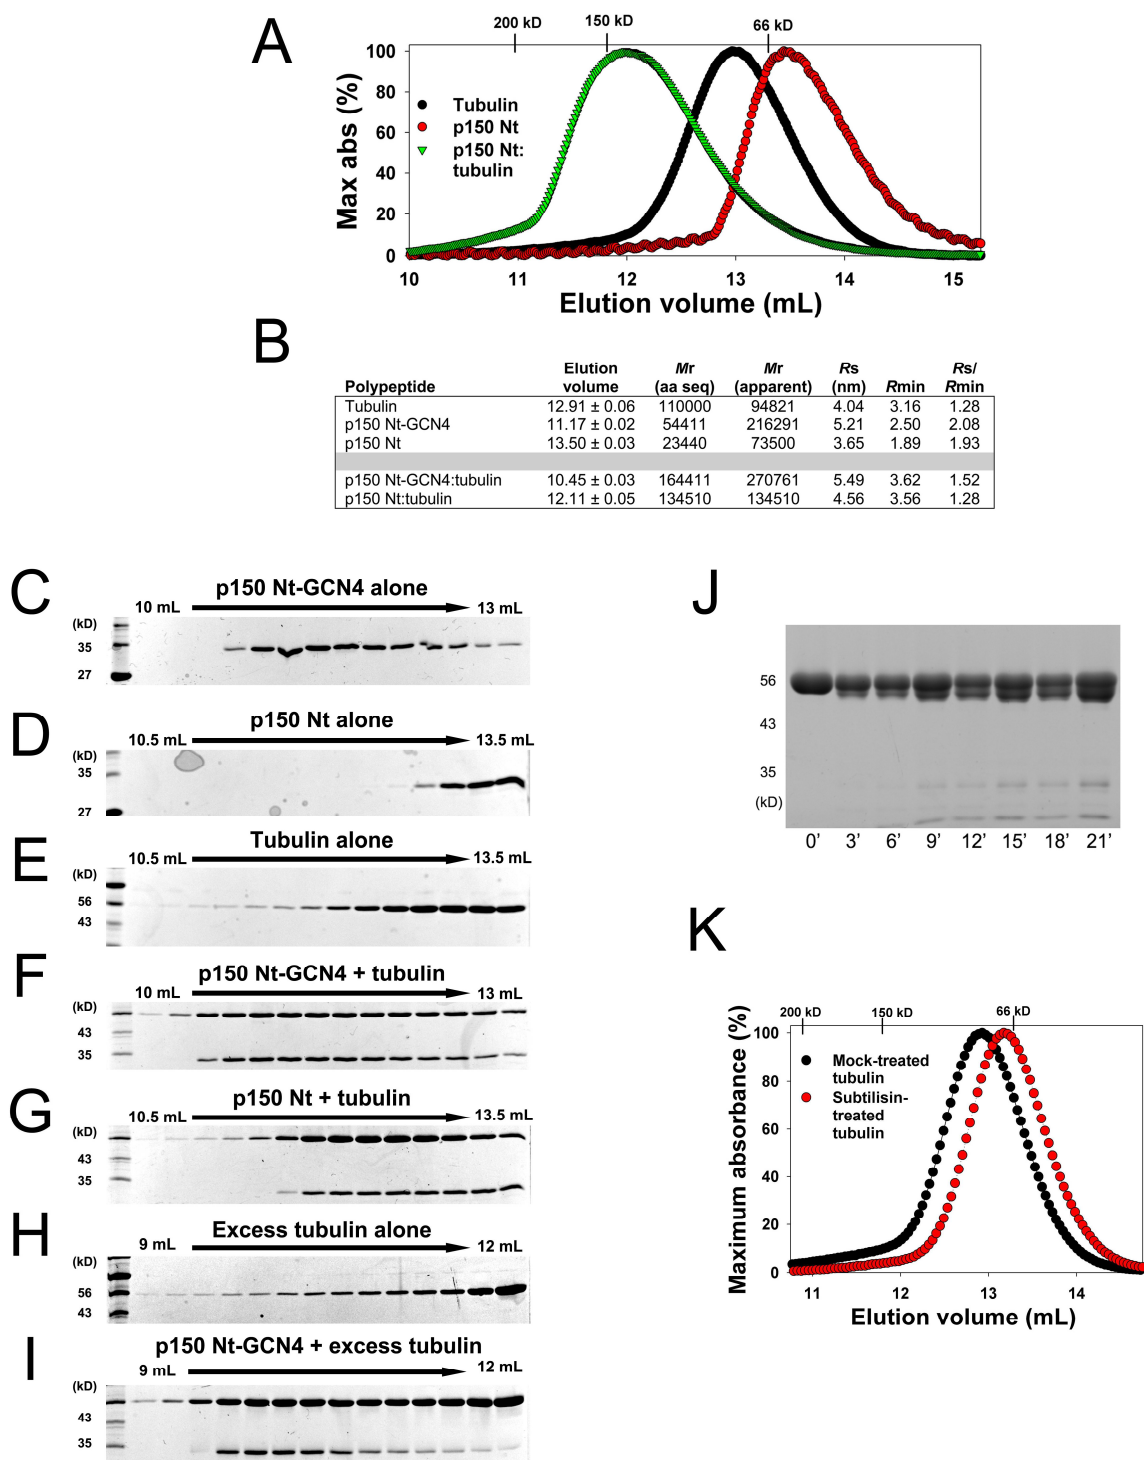 A
200 kD 150 kD 66 kD
Max abs (%)
100
80
60
40
20
0
Tubulin
p150 Nt
p150 Nt:
tubulin
10 11 12 13 14 15
Elution volume (mL)
B
Polypeptide Elution volume Mr (aa seq) Mr (apparent) Rs (nm) Rmin Rs/Rmin
Tubulin 12.91 ± 0.06 110000 94821 4.04 3.16 1.28
p150 Nt-GCN4 11.17 ± 0.02 54411 216291 5.21 2.50 2.08
p150 Nt 13.50 ± 0.03 23440 73500 3.65 1.89 1.93
p150 Nt-GCN4:tubulin 10.45 ± 0.03 164411 270761 5.49 3.62 1.52
p150 Nt:tubulin 12.11 ± 0.05 134510 134510 4.56 3.56 1.28
C
p150 Nt-GCN4 alone
10 mL 13 mL
(kD)
35
27
D
p150 Nt alone
10.5 mL 13.5 mL
(kD)
35
27
E
Tubulin alone
10.5 mL 13.5 mL
(kD)
56
43
F
p150 Nt-GCN4 + tubulin
10 mL 13 mL
(kD)
43
35
G
p150 Nt + tubulin
10.5 mL 13.5 mL
(kD)
43
35
H
Excess tubulin alone
9 mL 12 mL
(kD)
56
43
I
p150 Nt-GCN4 + excess tubulin
9 mL 12 mL
(kD)
43
35
J
56
43
35
(kD)
0’ 3’ 6’ 9’ 12’ 15’ 18’ 21’
K
200 kD 150 kD 66 kD
Maximum absorbance (%)
100
80
60
40
20
0
Mock-treated
tubulin
Subtilisin-
treated
tubulin
11 12 13 14
Elution volume (mL)